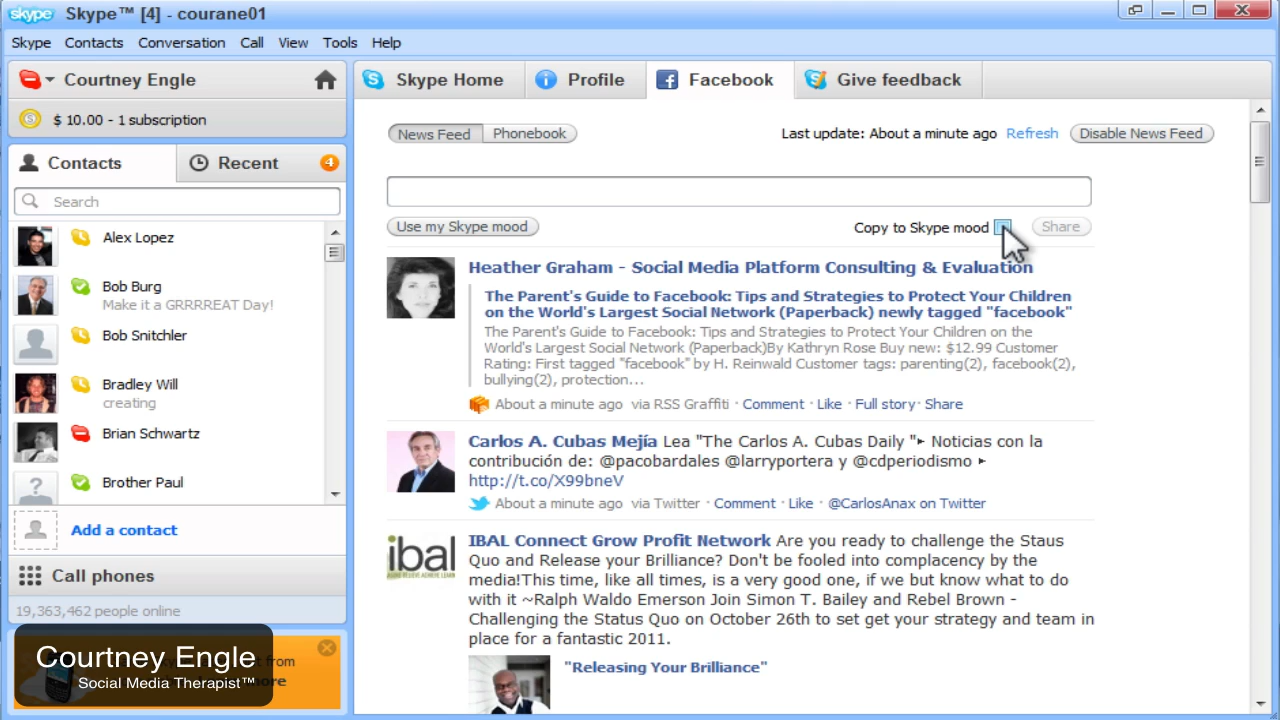 Skype™ [4] - courane01
Skype Contacts Conversation Call View Tools Help
Courtney Engle
$ 10.00 - 1 subscription
Contacts Recent 4
Search
Alex Lopez
Bob Burg
Make it a GRRRREAT Day!
Bob Snitchler
Bradley Will
creating
Brian Schwartz
Brother Paul
Add a contact
Call phones
19,363,462 people online
from
Courtney Engle
Social Media Therapist™
Skype Home Profile Facebook Give feedback
News Feed Phonebook Last update: About a minute ago Refresh Disable News Feed
Use my Skype mood Copy to Skype mood Share
Heather Graham - Social Media Platform Consulting & Evaluation
The Parent's Guide to Facebook: Tips and Strategies to Protect Your Children
on the World's Largest Social Network (Paperback) newly tagged "facebook"
The Parent's Guide to Facebook: Tips and Strategies to Protect Your Children on the
World's Largest Social Network (Paperback)By Kathryn Rose Buy new: $12.99 Customer
Rating: First tagged "facebook" by H. Reinwald Customer tags: parenting(2), facebook(2),
bullying(2), protection...
About a minute ago via RSS Graffiti · Comment · Like · Full story · Share
Carlos A. Cubas Mejía Lea "The Carlos A. Cubas Daily "▸ Noticias con la
contribución de: @pacobardales @larryportera y @cdperiodismo ▸
http://t.co/X99bneV
About a minute ago via Twitter · Comment · Like · @CarlosAnax on Twitter
ibal
IBAL Connect Grow Profit Network Are you ready to challenge the Staus
Quo and Release your Brilliance? Don't be fooled into complacency by the
media!This time, like all times, is a very good one, if we but know what to do
with it ~Ralph Waldo Emerson Join Simon T. Bailey and Rebel Brown -
Challenging the Status Quo on October 26th to set get your strategy and team in
place for a fantastic 2011.
"Releasing Your Brilliance"